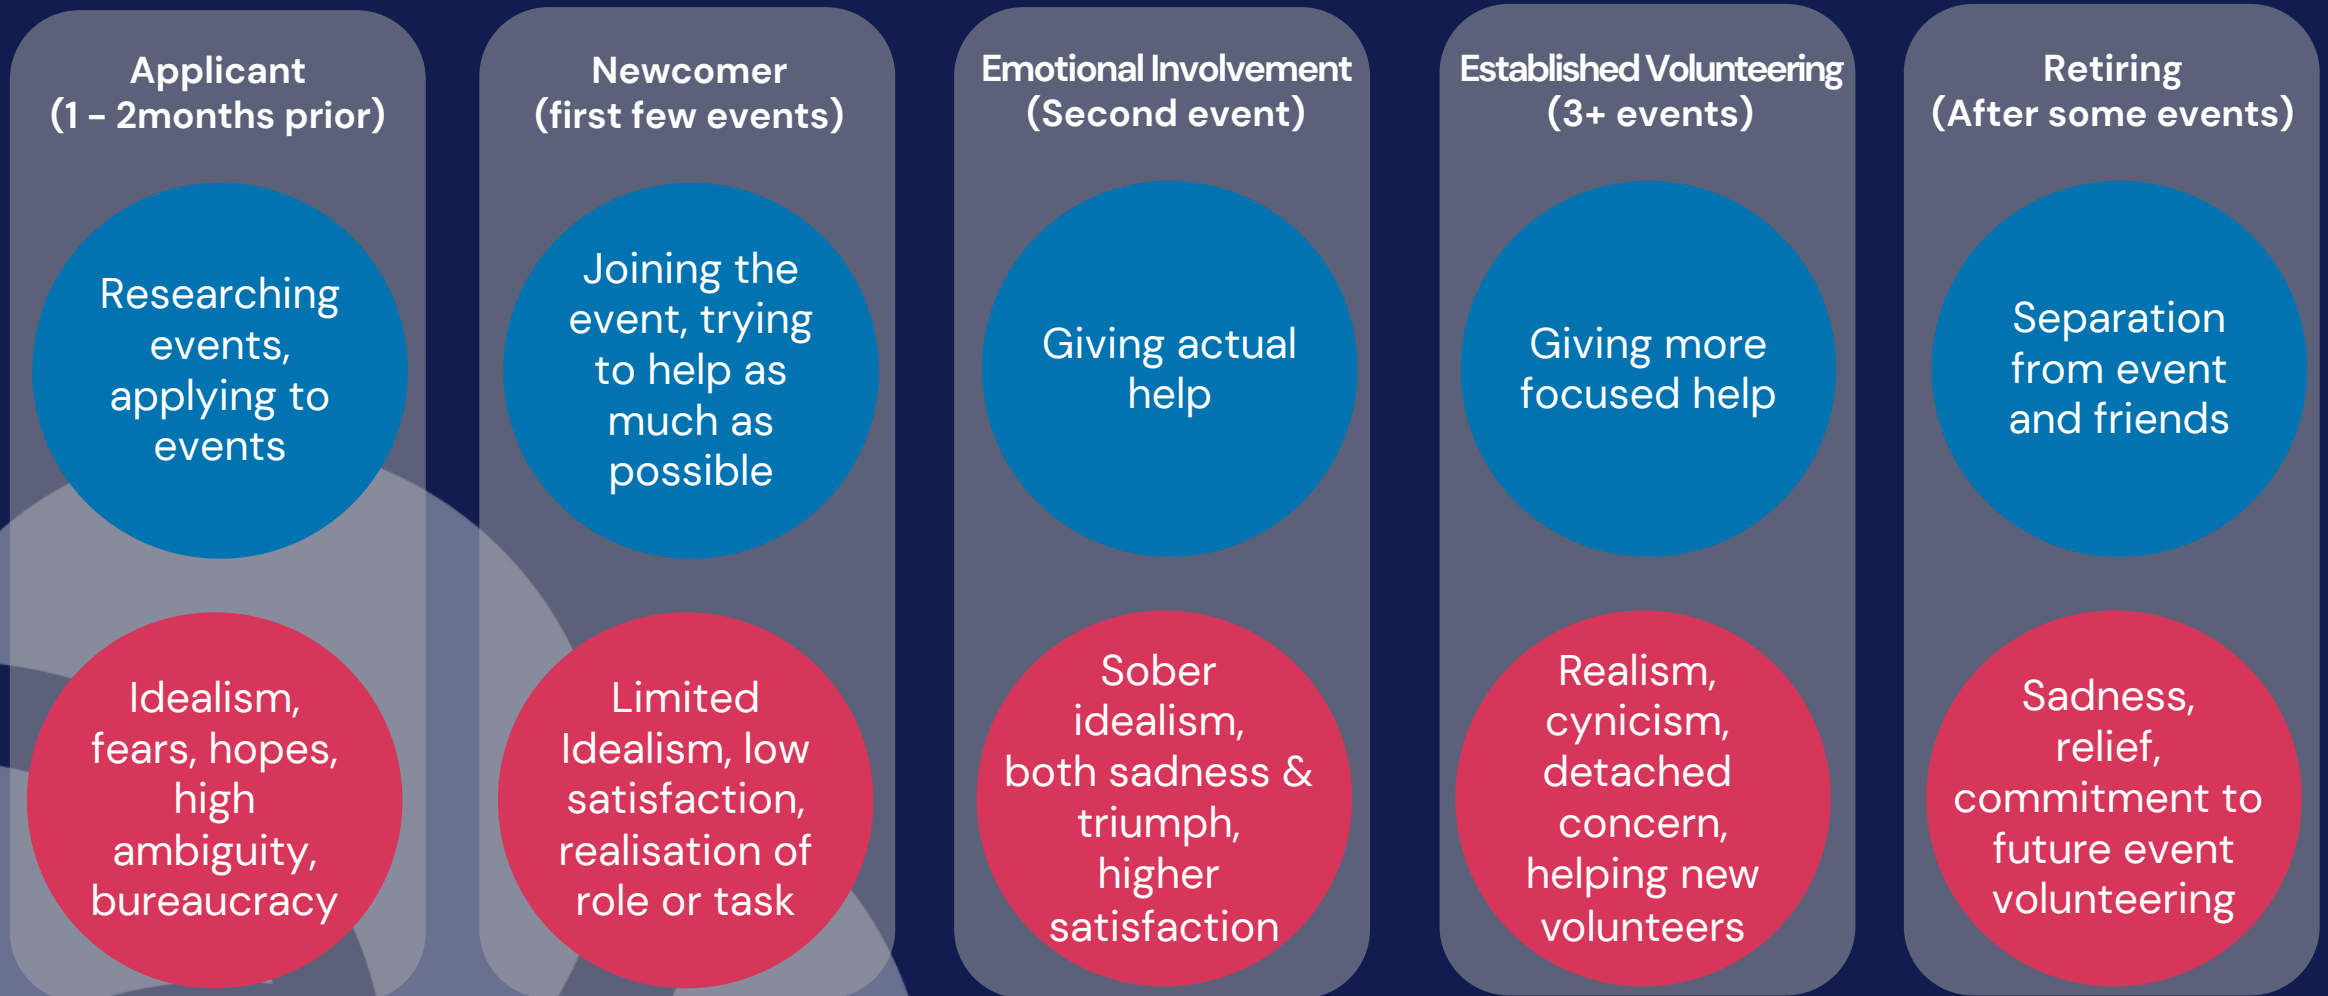 Applicant
(1 - 2months prior)
Researching
events,
applying to
events
Idealism,
fears, hopes,
high
ambiguity,
bureaucracy
Newcomer
(first few events)
Joining the
event, trying
to help as
much as
possible
Limited
Idealism, low
satisfaction,
realisation of
role or task
Emotional Involvement
(Second event)
Giving actual
help
Sober
idealism,
both sadness &
triumph,
higher
satisfaction
Established Volunteering
(3+ events)
Giving more
focused help
Realism,
cynicism,
detached
concern,
helping new
volunteers
Retiring
(After some events)
Separation
from event
and friends
Sadness,
relief,
commitment to
future event
volunteering